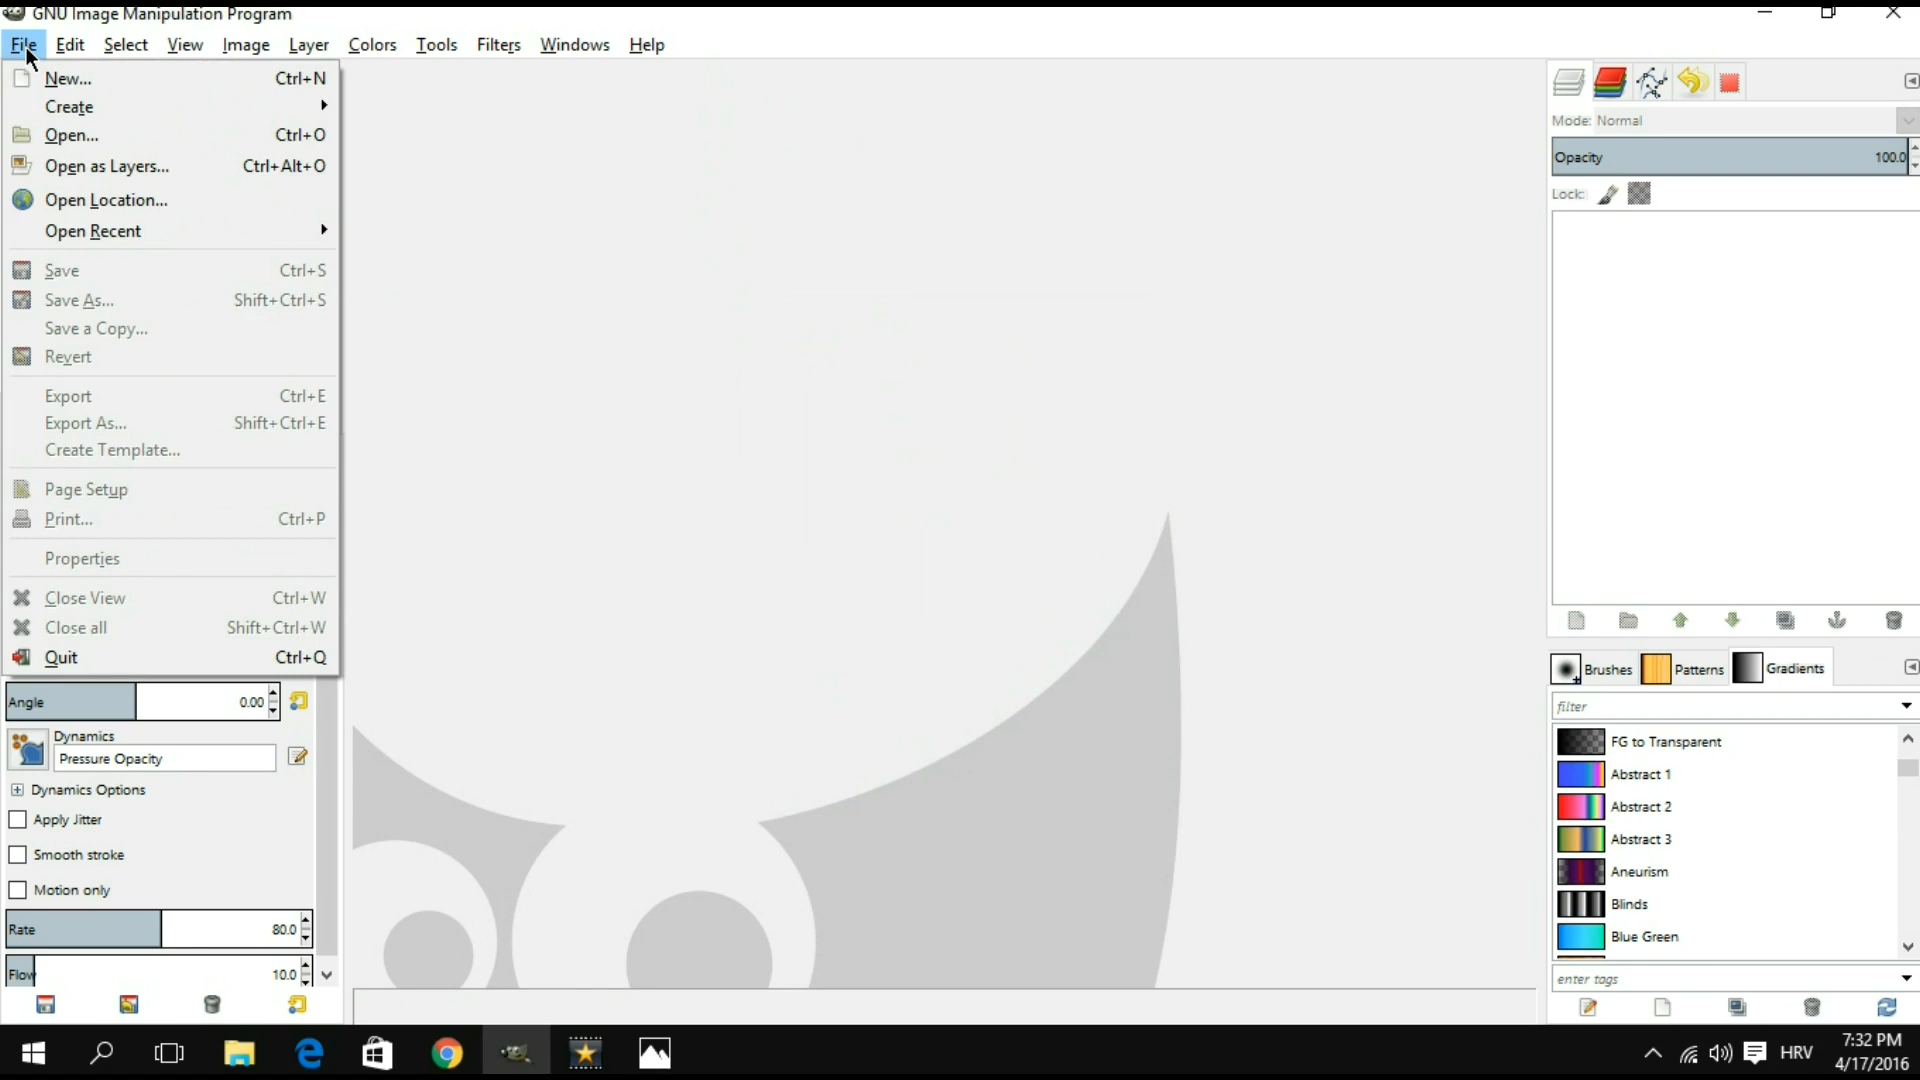 GNU Image Manipulation Program
File Edit Select View Image Layer Colors Tools Filters Windows Help
New... Ctrl+N
Create
Open... Ctrl+O
Open as Layers... Ctrl+Alt+O
Open Location...
Open Recent
Save Ctrl+S
Save As... Shift+Ctrl+S
Save a Copy...
Revert
Export Ctrl+E
Export As... Shift+Ctrl+E
Create Template...
Page Setup
Print... Ctrl+P
Properties
Close View Ctrl+W
Close all Shift+Ctrl+W
Quit Ctrl+Q
Angle 0.00
Dynamics
Pressure Opacity
Dynamics Options
Apply Jitter
Smooth stroke
Motion only
Rate 80.0
Flow 10.0
Mode: Normal
Opacity 100.0
Lock:
Brushes Patterns Gradients
filter
FG to Transparent
Abstract 1
Abstract 2
Abstract 3
Aneurism
Blinds
Blue Green
enter tags
HRV
7:32 PM
4/17/2016